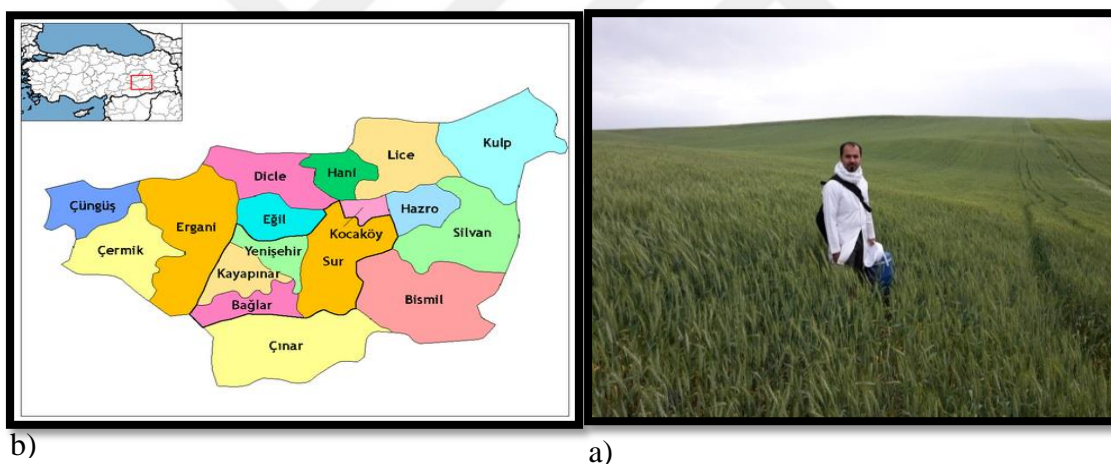 Kulp
Lice
Hani
Dicle
Çüngüş
Hazro
Eğil
Ergani
Kocaköy
Silvan
Çermik
Yenişehir
Sur
Kayapınar
Bismil
Bağlar
Çınar
b)
a)